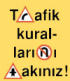 T afik
kural-
ları ı
akınız!